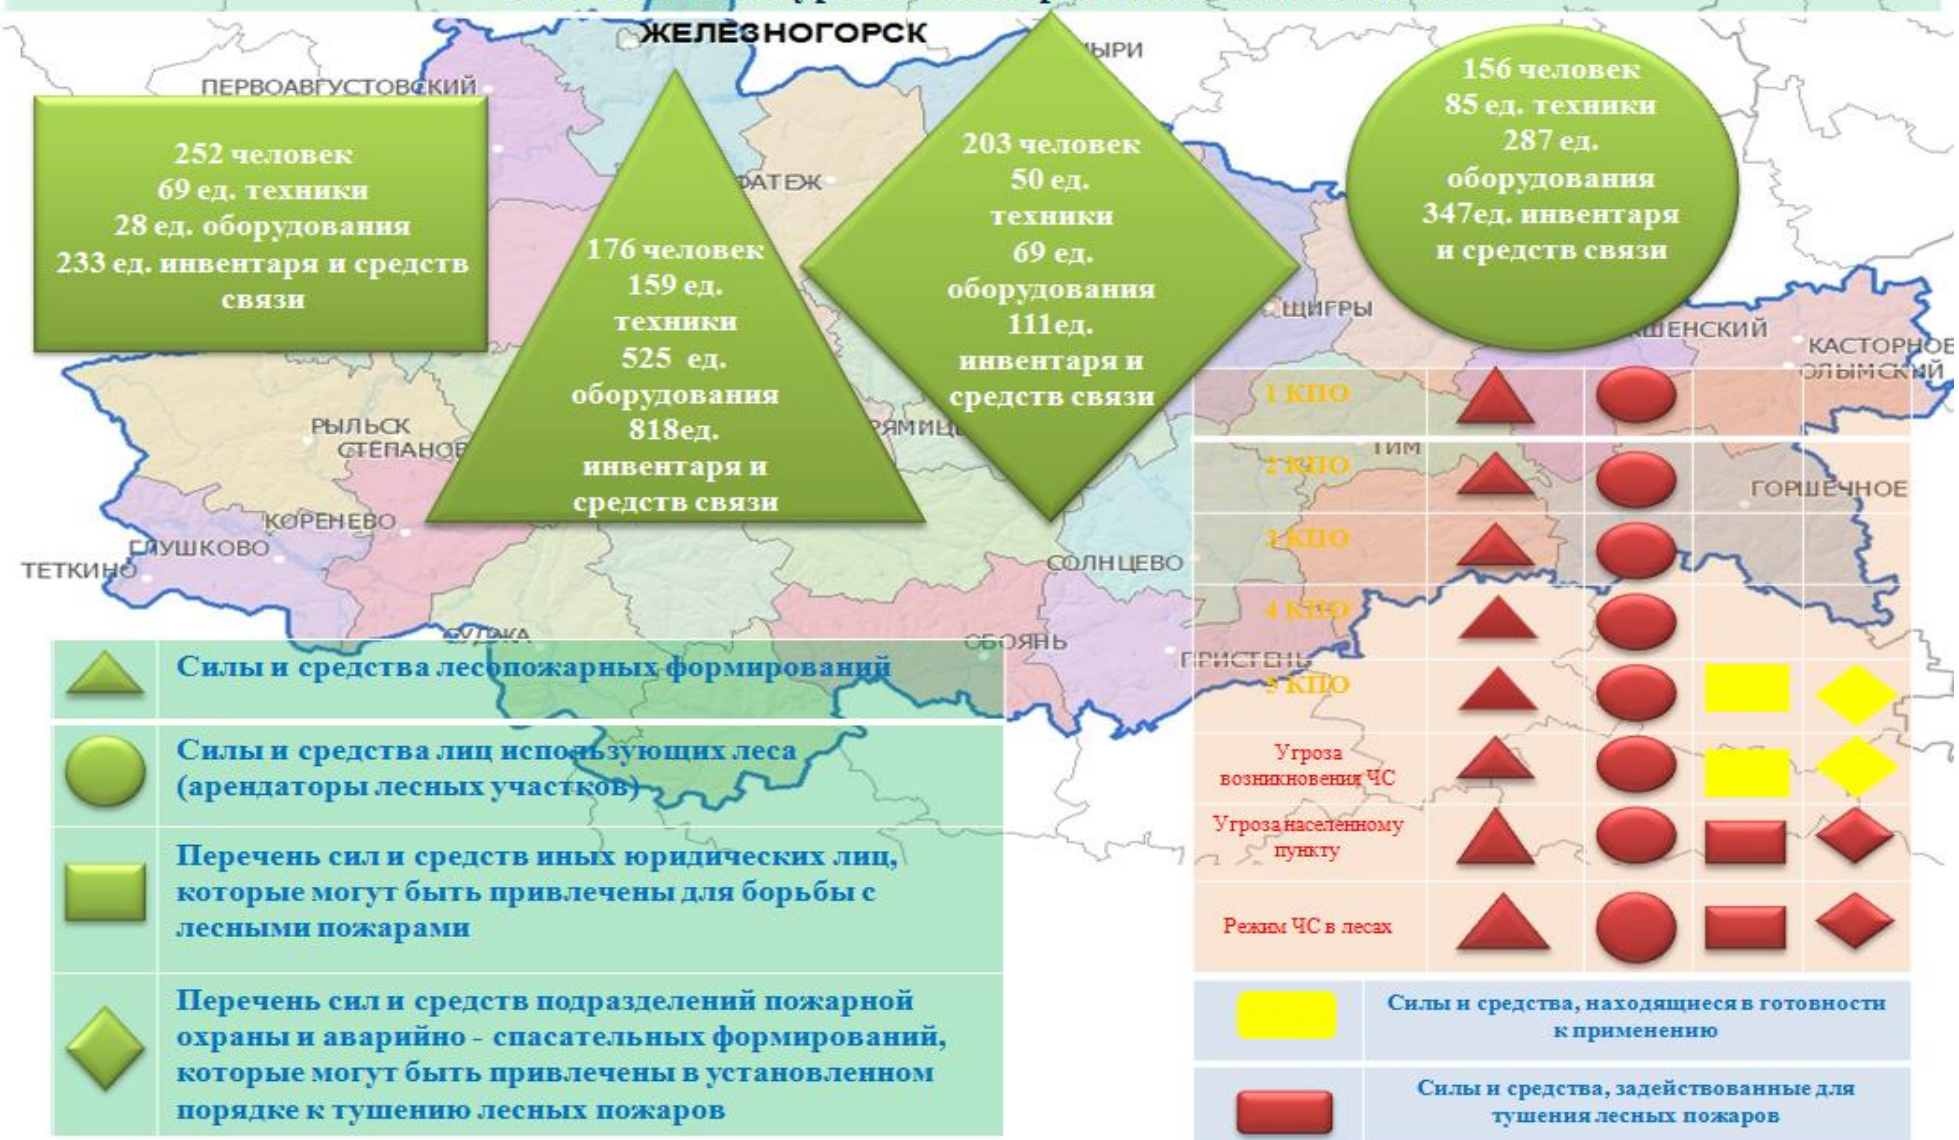 ЖЕЛЕЗНОГОРСК
ПЕРВОАВГУСТОВСКИЙ
252 человек
69 ед. техники
28 ед. оборудования
233 ед. инвентаря и средств
связи
176 человек
159 ед.
техники
525 ед.
оборудования
818ед.
инвентаря и
средств связи
203 человек
50 ед.
техники
69 ед.
оборудования
111ед.
инвентаря и
средств связи
156 человек
85 ед. техники
287 ед.
оборудования
347ед. инвентаря
и средств связи
ЩИГРЫ
КАСТОРНОЕ
РЫЛЬСК
КОРЕНЕВО
ГЛУШКОВО
ТЕТКИНО
СУДЖА
СОЛНЦЕВО
ОБОЯНЬ
ПРИСТЕНЬ
ТИМ
ГОРШЕЧНОЕ
1 КПО
2 КПО
3 КПО
4 КПО
5 КПО
Угроза
возникновения ЧС
Угроза населенному
пункту
Режим ЧС в лесах
Силы и средства, находящиеся в готовности
к применению
Силы и средства, задействованные для
тушения лесных пожаров
Силы и средства лесопожарных формирований
Силы и средства лиц использующих леса
(арендаторы лесных участков)
Перечень сил и средств иных юридических лиц,
которые могут быть привлечены для борьбы с
лесными пожарами
Перечень сил и средств подразделений пожарной
охраны и аварийно - спасательных формирований,
которые могут быть привлечены в установленном
порядке к тушению лесных пожаров